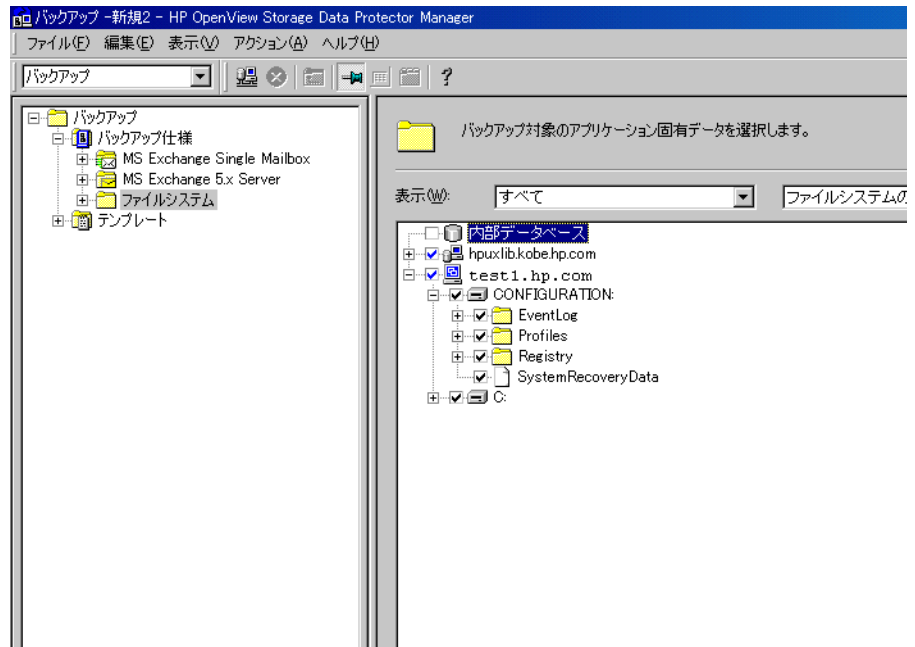 バックアップ -新規2 - HP OpenView Storage Data Protector Manager
ファイル(F) 編集(E) 表示(V) アクション(A) ヘルプ(H)
バックアップ
バックアップ
バックアップ仕様
MS Exchange Single Mailbox
MS Exchange 5.x Server
ファイルシステム
テンプレート
バックアップ対象のアプリケーション固有データを選択します。
表示(W): すべて ファイルシステムの
内部データベース
hpuxlib.kobe.hp.com
test1.hp.com
CONFIGURATION:
EventLog
Profiles
Registry
SystemRecoveryData
C: